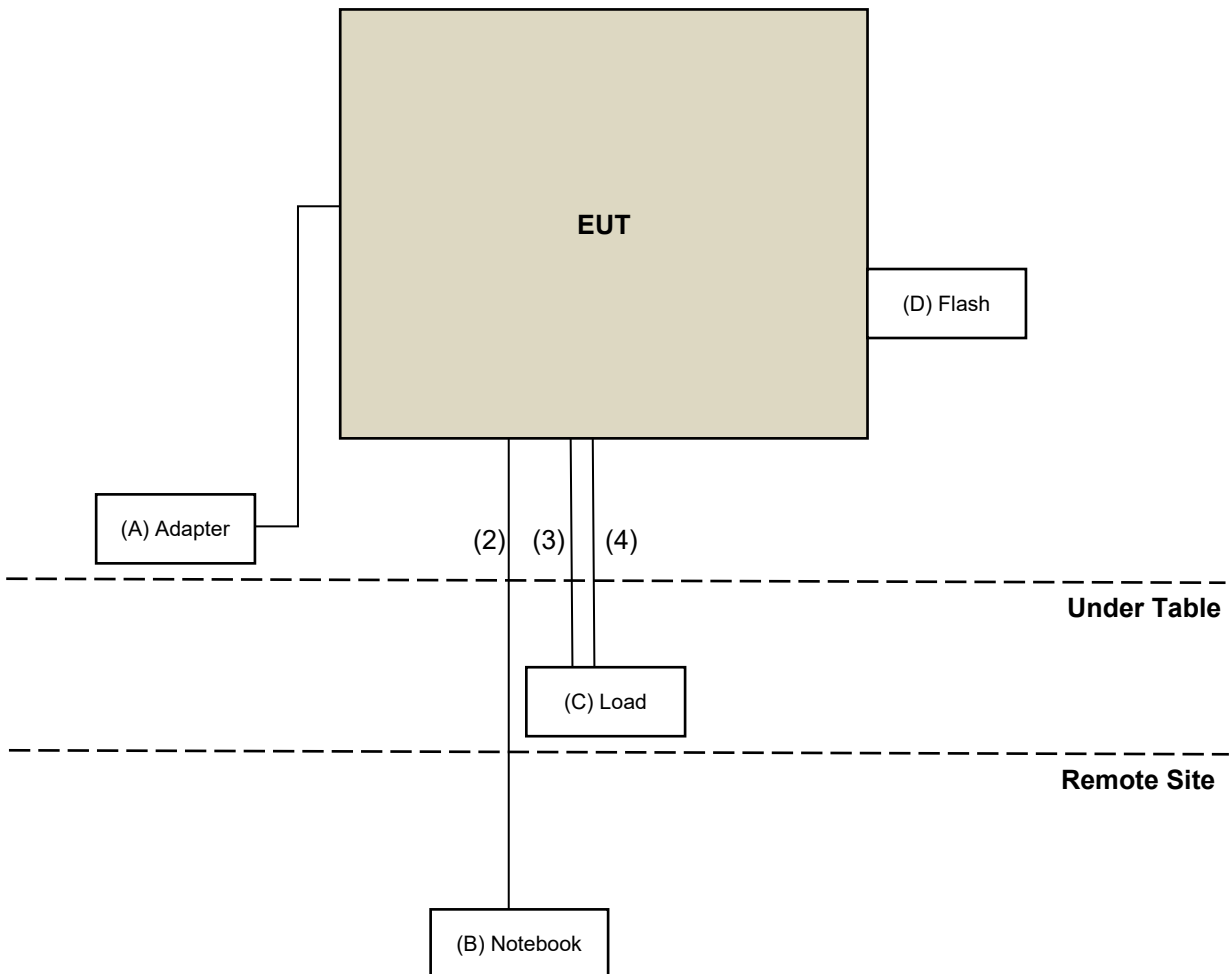 EUT
(D) Flash
(A) Adapter
(2) (3) (4)
Under Table
(C) Load
Remote Site
(B) Notebook